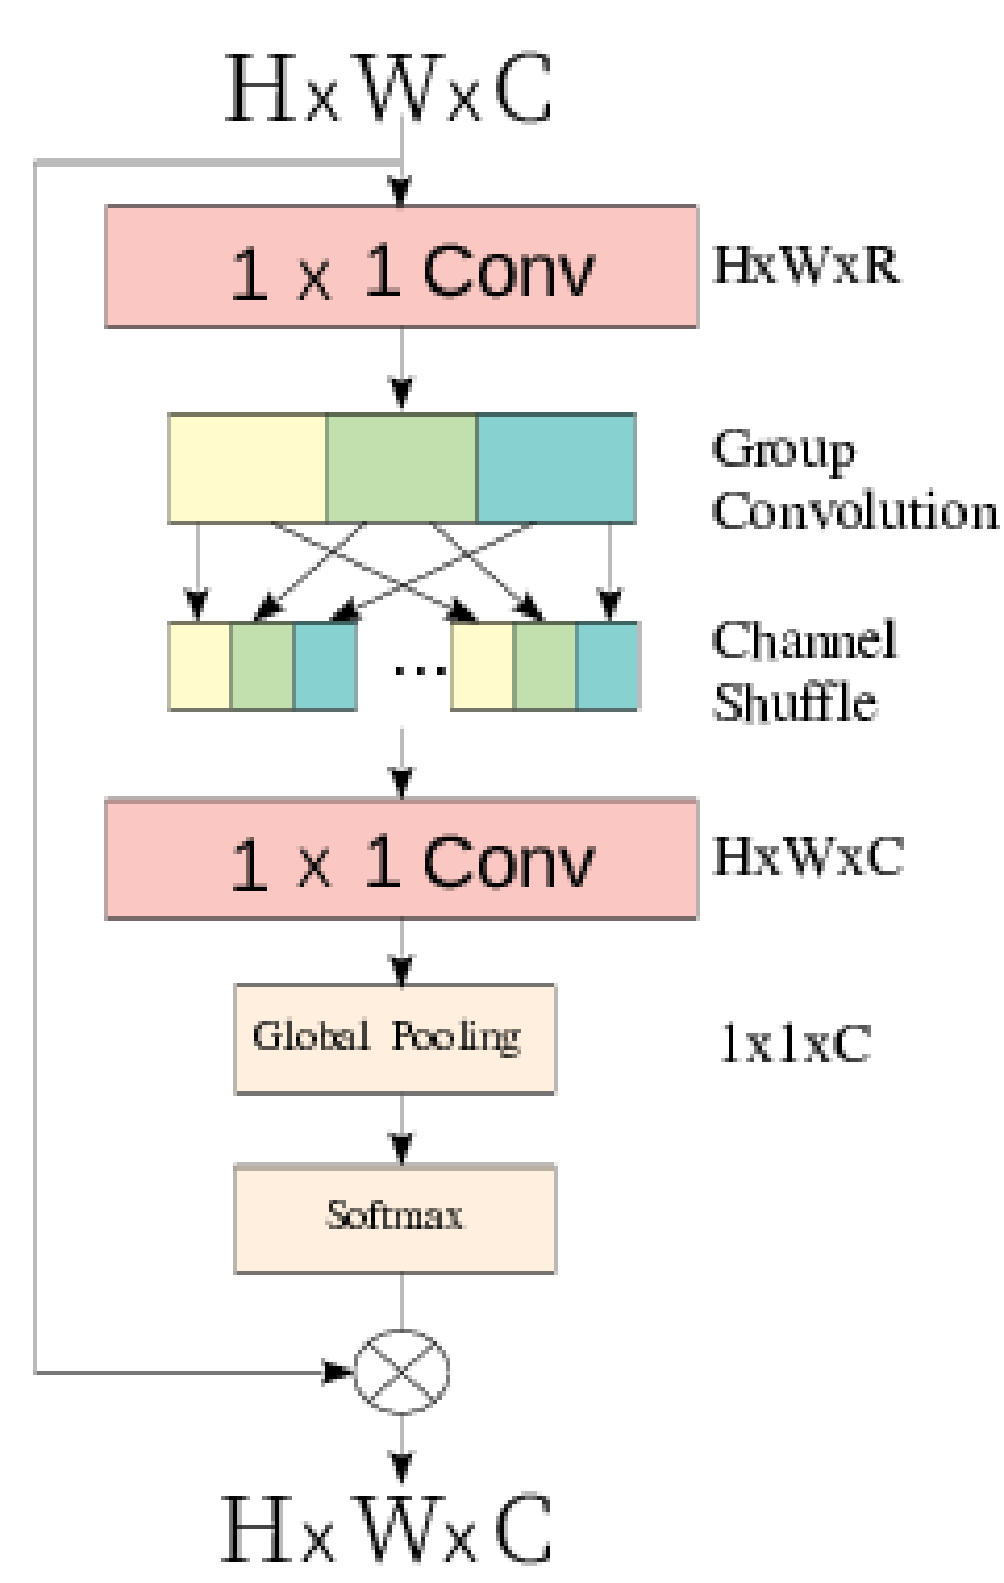 HxWxC
1 x 1 Conv
HxWxR
Group
Convolution
Channel
Shuffle
...
1 x 1 Conv
HxWxC
Global Pooling
1x1xC
Softmax
HxWxC